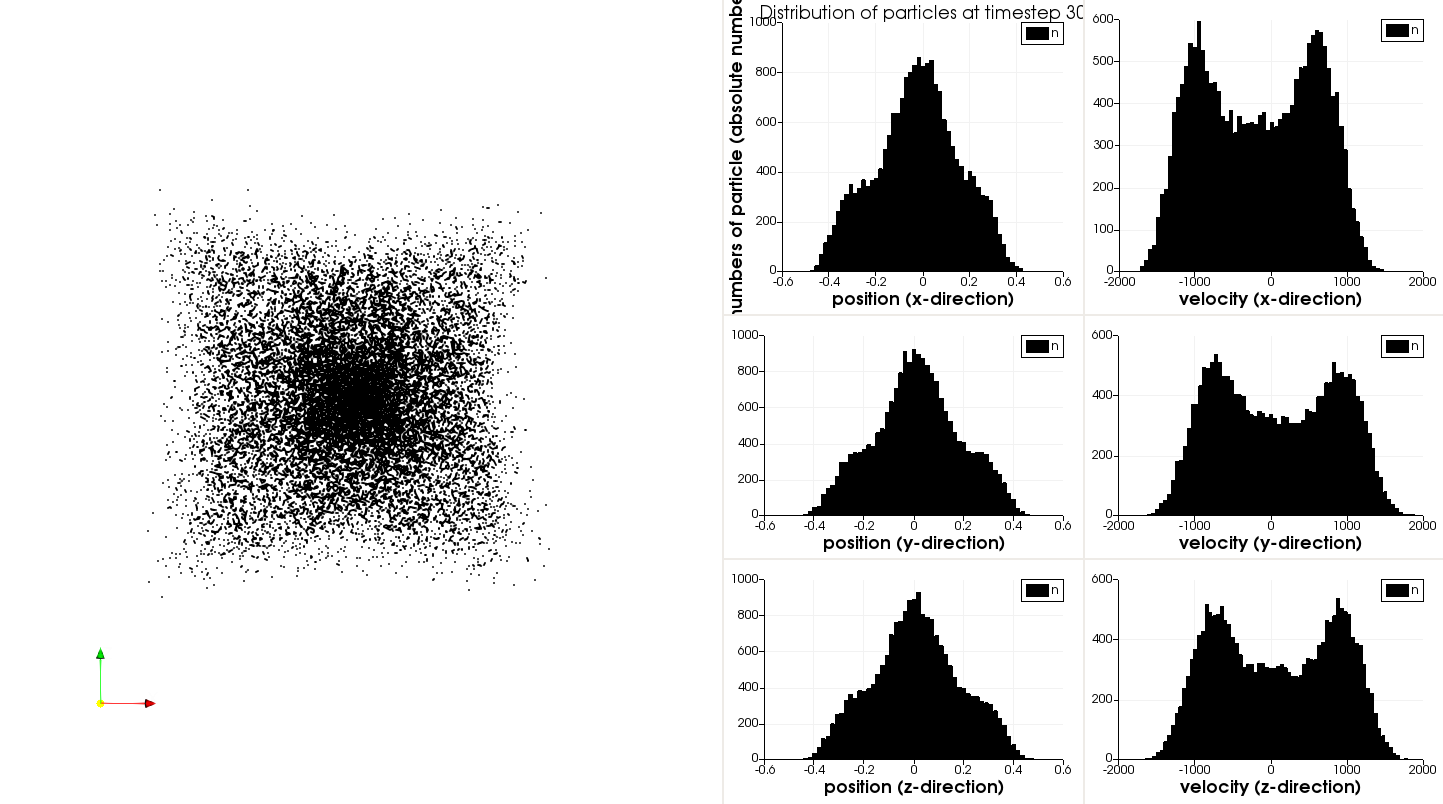 Distribution of particles at timestep 30
numbers of particle (absolute numbe
1000
800
600
400
200
0
-0.6 -0.4 -0.2 0 0.2 0.4 0.6
position (x-direction)
n
600
500
400
300
200
100
0
-2000 -1000 0 1000 2000
velocity (x-direction)
n
1000
800
600
400
200
0
-0.6 -0.4 -0.2 0 0.2 0.4 0.6
position (y-direction)
n
600
400
200
0
-2000 -1000 0 1000 2000
velocity (y-direction)
n
1000
800
600
400
200
0
-0.6 -0.4 -0.2 0 0.2 0.4 0.6
position (z-direction)
n
600
400
200
0
-2000 -1000 0 1000 2000
velocity (z-direction)
n